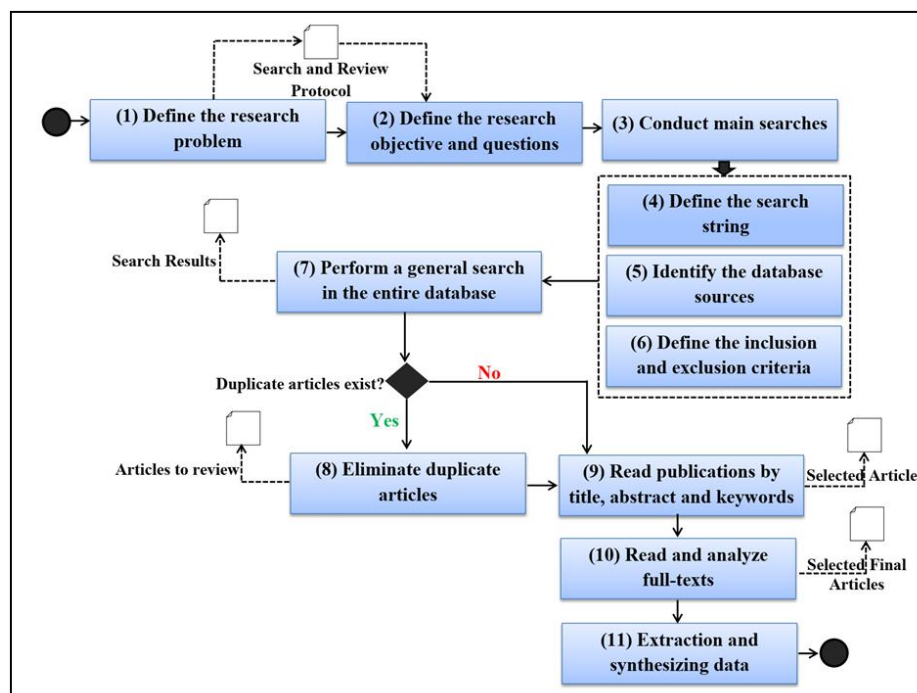 Search and Review
Protocol
(1) Define the research
problem
(2) Define the research
objective and questions
(3) Conduct main searches
(4) Define the search
string
(5) Identify the database
sources
(6) Define the inclusion
and exclusion criteria
Search Results
(7) Perform a general search
in the entire database
Duplicate articles exist?
No
Yes
Articles to review
(8) Eliminate duplicate
articles
(9) Read publications by
title, abstract and keywords
Selected Article
(10) Read and analyze
full-texts
Selected Final
Articles
(11) Extraction and
synthesizing data